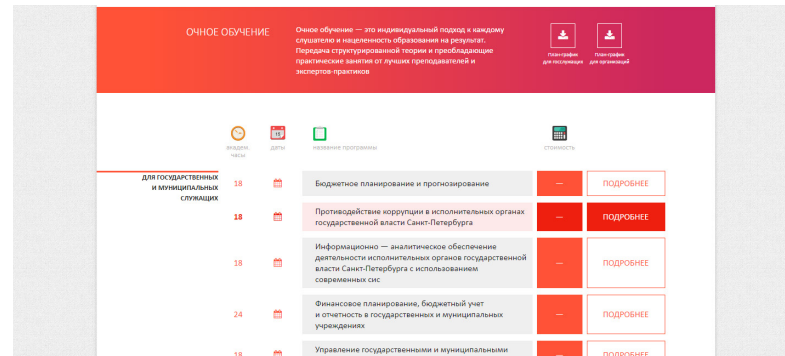 ОЧНОЕ ОБУЧЕНИЕ
Очное обучение — это индивидуальный подход к каждому
слушателю и нацеленность образования на результат.
Передача структурированной теории и преобладающие
практические занятия от лучших преподавателей и
экспертов-практиков
План-график
для госслужащих
План-график
для организаций
академ.
часы
даты
название программы
стоимость
ДЛЯ ГОСУДАРСТВЕННЫХ
И МУНИЦИПАЛЬНЫХ
СЛУЖАЩИХ
18
Бюджетное планирование и прогнозирование
—
ПОДРОБНЕЕ
18
Противодействие коррупции в исполнительных органах
государственной власти Санкт-Петербурга
—
ПОДРОБНЕЕ
18
Информационно — аналитическое обеспечение
деятельности исполнительных органов государственной
власти Санкт-Петербурга с использованием
современных сис
—
ПОДРОБНЕЕ
24
Финансовое планирование, бюджетный учет
и отчетность в государственных и муниципальных
учреждениях
—
ПОДРОБНЕЕ
18
Управление государственными и муниципальными
ПОДРОБНЕЕ